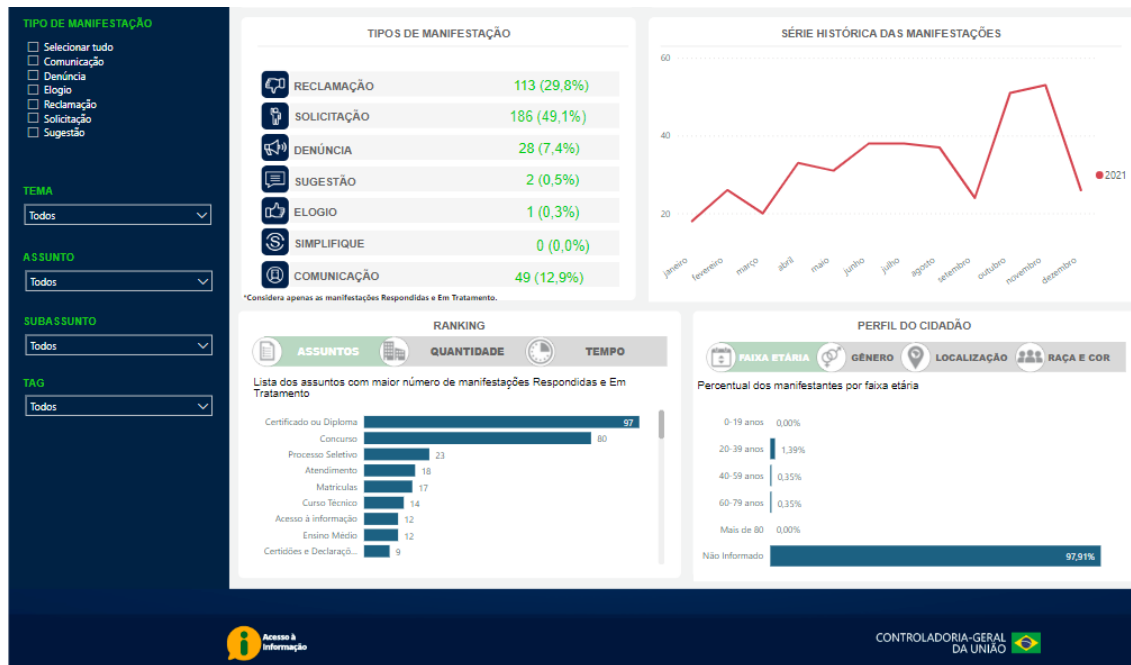 TIPO DE MANIFESTAÇÃO
Selecionar tudo
Comunicação
Denúncia
Elogio
Reclamação
Solicitação
Sugestão
TEMA
Todos
ASSUNTO
Todos
SUBASSUNTO
Todos
TAG
Todos
TIPOS DE MANIFESTAÇÃO
RECLAMAÇÃO 113 (29,8%)
SOLICITAÇÃO 186 (49,1%)
DENÚNCIA 28 (7,4%)
SUGESTÃO 2 (0,5%)
ELOGIO 1 (0,3%)
SIMPLIFIQUE 0 (0,0%)
COMUNICAÇÃO 49 (12,9%)
*Considera apenas as manifestações Respondidas e Em Tratamento.
SÉRIE HISTÓRICA DAS MANIFESTAÇÕES
60
40
20
janeiro fevereiro março abril maio junho julho agosto setembro outubro novembro dezembro
2021
RANKING
ASSUNTOS QUANTIDADE TEMPO
Lista dos assuntos com maior número de manifestações Respondidas e Em
Tratamento
Certificado ou Diploma 97
Concurso 80
Processo Seletivo 23
Atendimento 18
Matrículas 17
Curso Técnico 14
Acesso à informação 12
Ensino Médio 12
Certidões e Declaraçõ... 9
PERFIL DO CIDADÃO
FAIXA ETÁRIA GÊNERO LOCALIZAÇÃO RAÇA E COR
Percentual dos manifestantes por faixa etária
0-19 anos 0,00%
20-39 anos 1,39%
40-59 anos 0,35%
60-79 anos 0,35%
Mais de 80 0,00%
Não Informado 97,91%
Acesso à
Informação
CONTROLADORIA-GERAL
DA UNIÃO